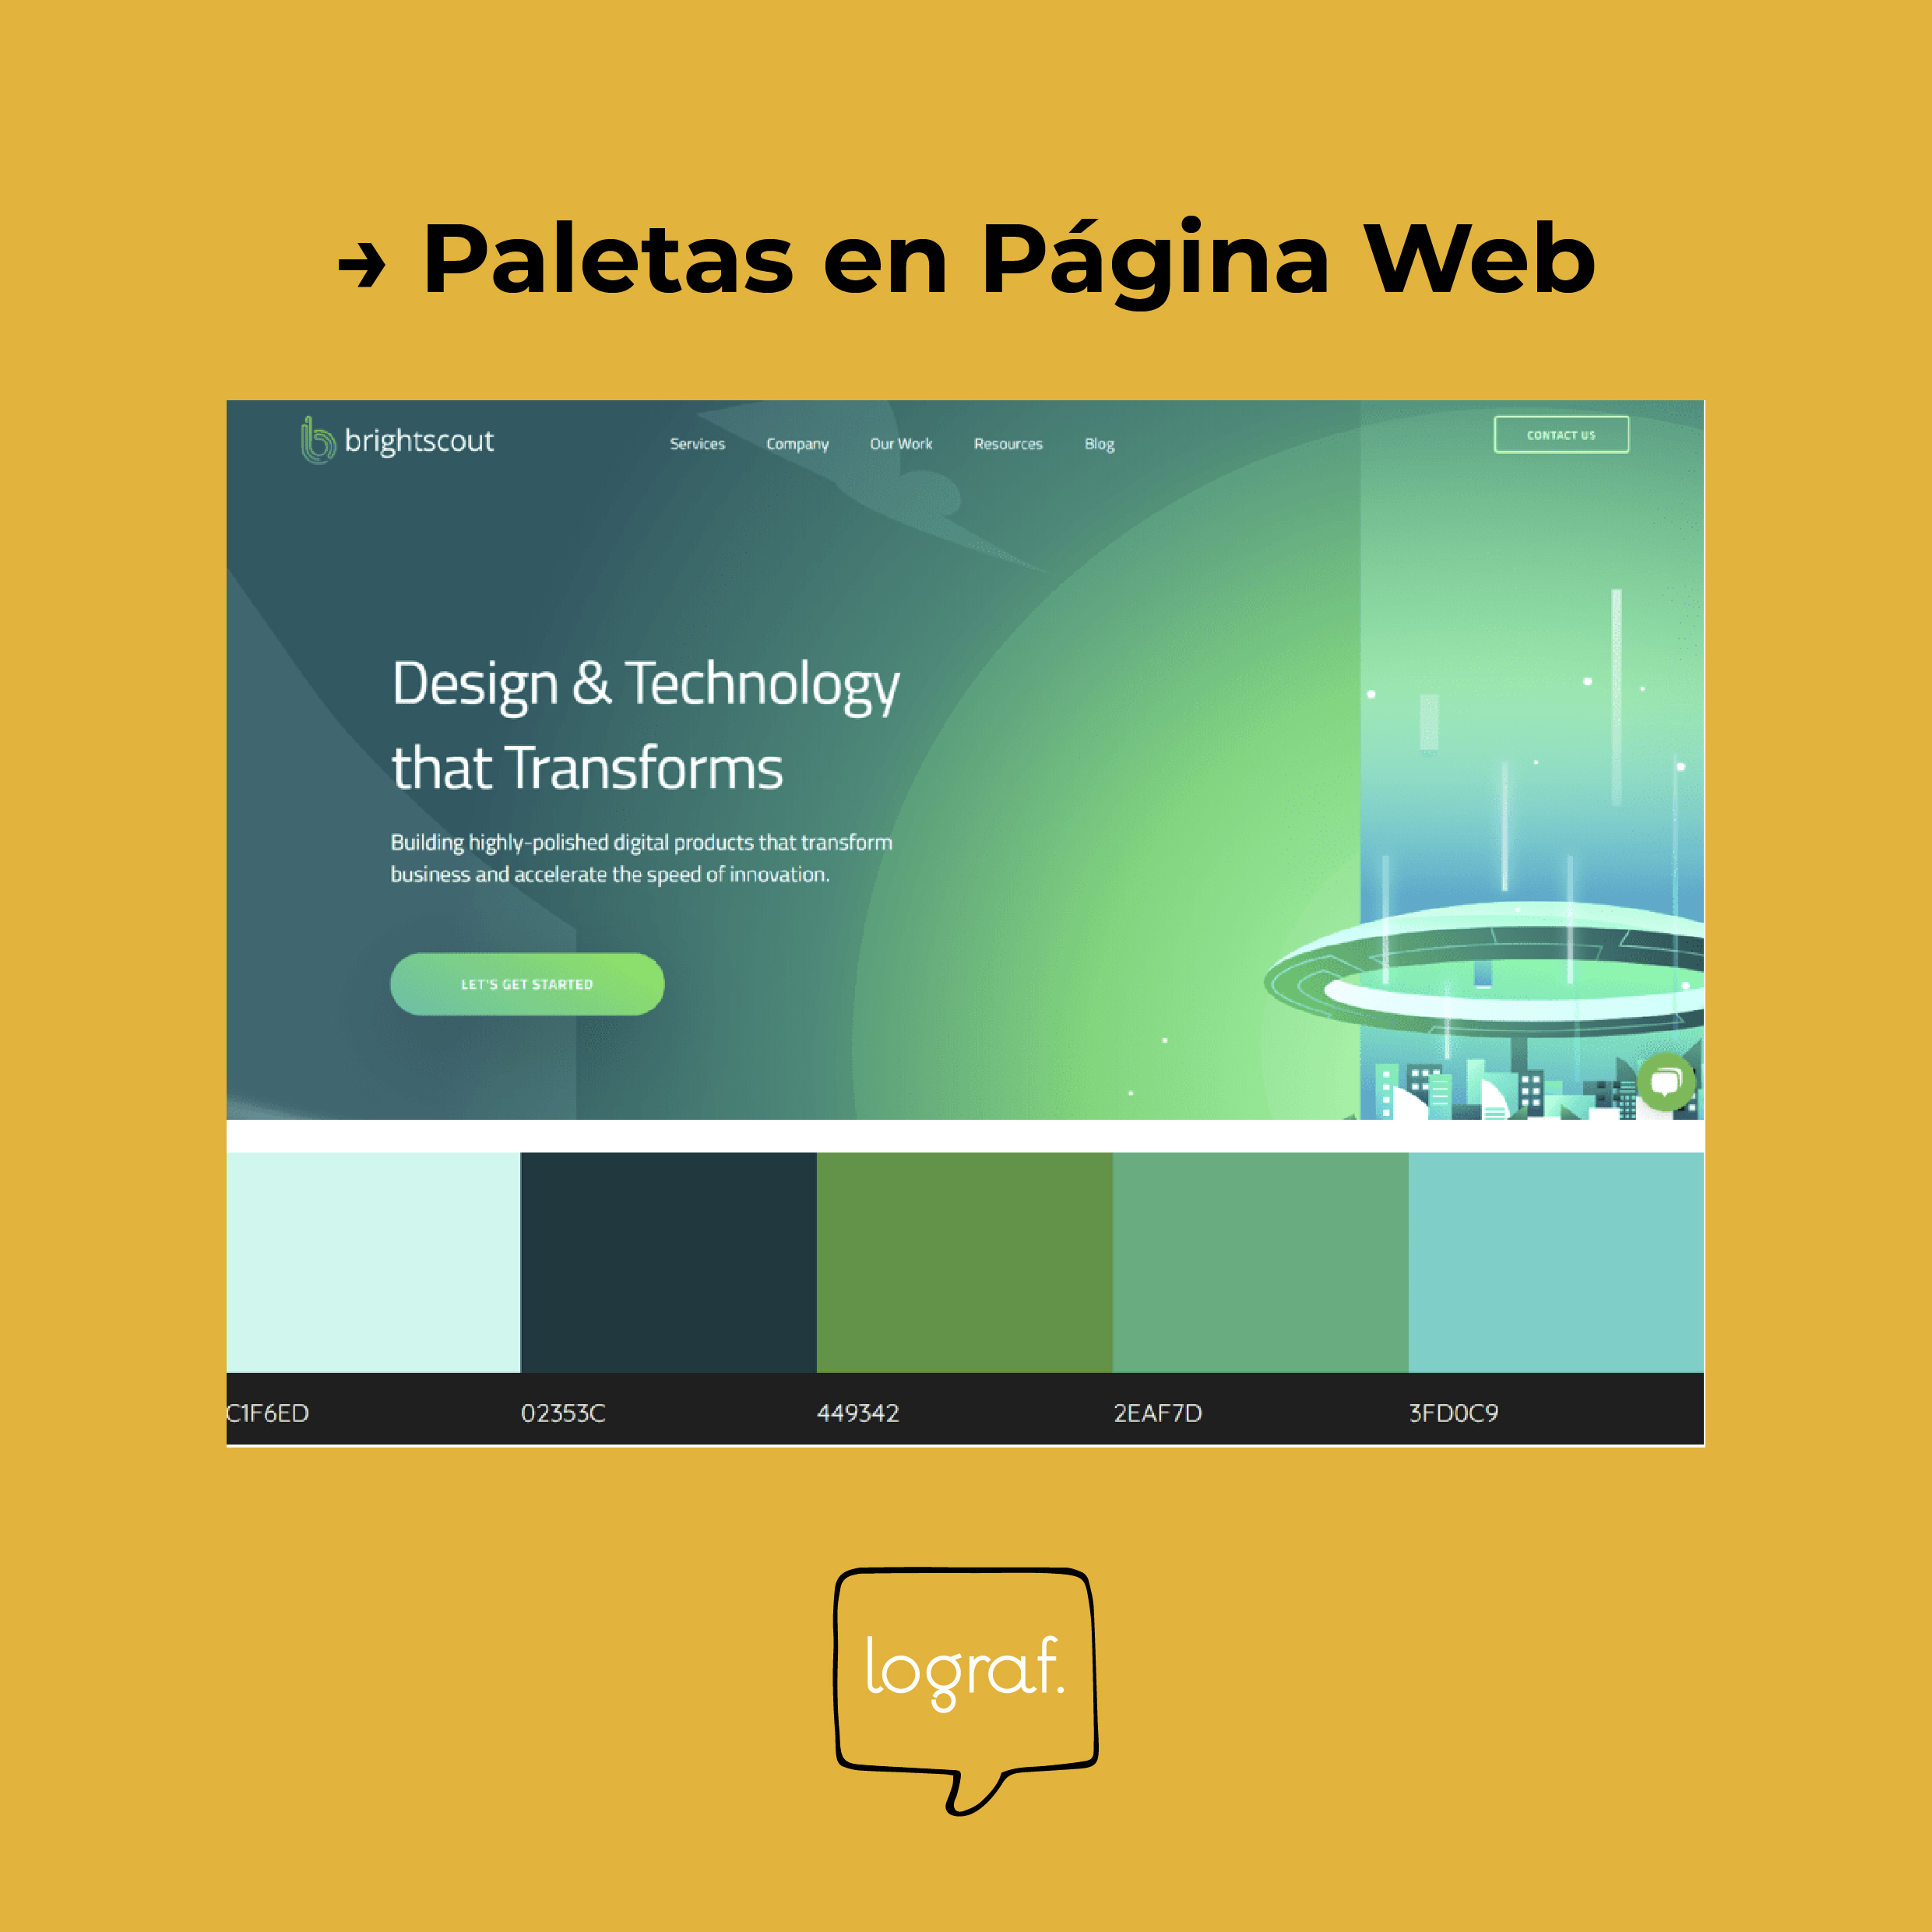 → Paletas en Página Web
brightscout
Services Company Our Work Resources Blog
CONTACT US
Design & Technology
that Transforms
Building highly-polished digital products that transform
business and accelerate the speed of innovation.
LET'S GET STARTED
C1F6ED 02353C 449342 2EAF7D 3FD0C9
lograf.